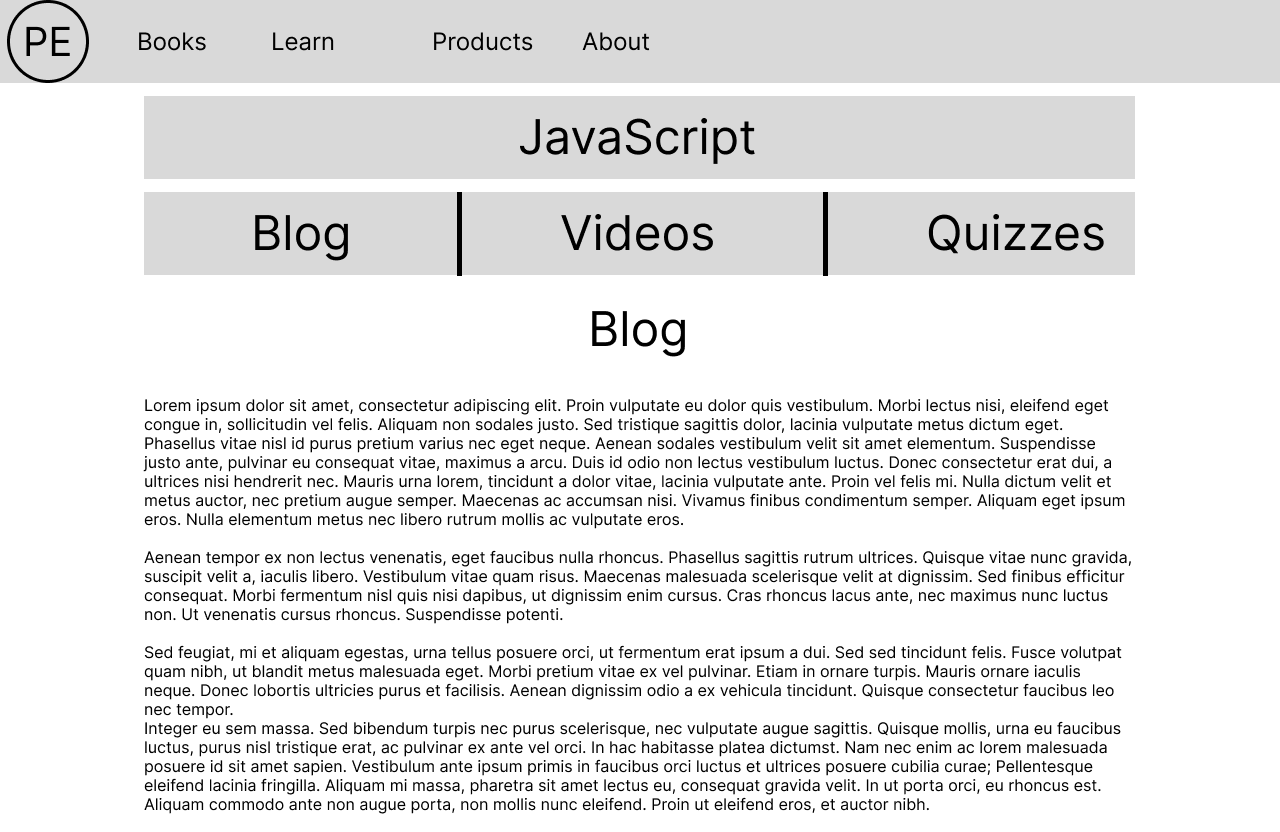 PE Books Learn Products About
JavaScript
Blog Videos Quizzes
Blog
Lorem ipsum dolor sit amet, consectetur adipiscing elit. Proin vulputate eu dolor quis vestibulum. Morbi lectus nisi, eleifend eget
congue in, sollicitudin vel felis. Aliquam non sodales justo. Sed tristique sagittis dolor, lacinia vulputate metus dictum eget.
Phasellus vitae nisl id purus pretium varius nec eget neque. Aenean sodales vestibulum velit sit amet elementum. Suspendisse
justo ante, pulvinar eu consequat vitae, maximus a arcu. Duis id odio non lectus vestibulum luctus. Donec consectetur erat dui, a
ultrices nisi hendrerit nec. Mauris urna lorem, tincidunt a dolor vitae, lacinia vulputate ante. Proin vel felis mi. Nulla dictum velit et
metus auctor, nec pretium augue semper. Maecenas ac accumsan nisi. Vivamus finibus condimentum semper. Aliquam eget ipsum
eros. Nulla elementum metus nec libero rutrum mollis ac vulputate eros.
Aenean tempor ex non lectus venenatis, eget faucibus nulla rhoncus. Phasellus sagittis rutrum ultrices. Quisque vitae nunc gravida,
suscipit velit a, iaculis libero. Vestibulum vitae quam risus. Maecenas malesuada scelerisque velit at dignissim. Sed finibus efficitur
consequat. Morbi fermentum nisl quis nisi dapibus, ut dignissim enim cursus. Cras rhoncus lacus ante, nec maximus nunc luctus
non. Ut venenatis cursus rhoncus. Suspendisse potenti.
Sed feugiat, mi et aliquam egestas, urna tellus posuere orci, ut fermentum erat ipsum a dui. Sed sed tincidunt felis. Fusce volutpat
quam nibh, ut blandit metus malesuada eget. Morbi pretium vitae ex vel pulvinar. Etiam in ornare turpis. Mauris ornare iaculis
neque. Donec lobortis ultricies purus et facilisis. Aenean dignissim odio a ex vehicula tincidunt. Quisque consectetur faucibus leo
nec tempor.
Integer eu sem massa. Sed bibendum turpis nec purus scelerisque, nec vulputate augue sagittis. Quisque mollis, urna eu faucibus
luctus, purus nisl tristique erat, ac pulvinar ex ante vel orci. In hac habitasse platea dictumst. Nam nec enim ac lorem malesuada
posuere id sit amet sapien. Vestibulum ante ipsum primis in faucibus orci luctus et ultrices posuere cubilia curae; Pellentesque
eleifend lacinia fringilla. Aliquam mi massa, pharetra sit amet lectus eu, consequat gravida velit. In ut porta orci, eu rhoncus est.
Aliquam commodo ante non augue porta, non mollis nunc eleifend. Proin ut eleifend eros, et auctor nibh.